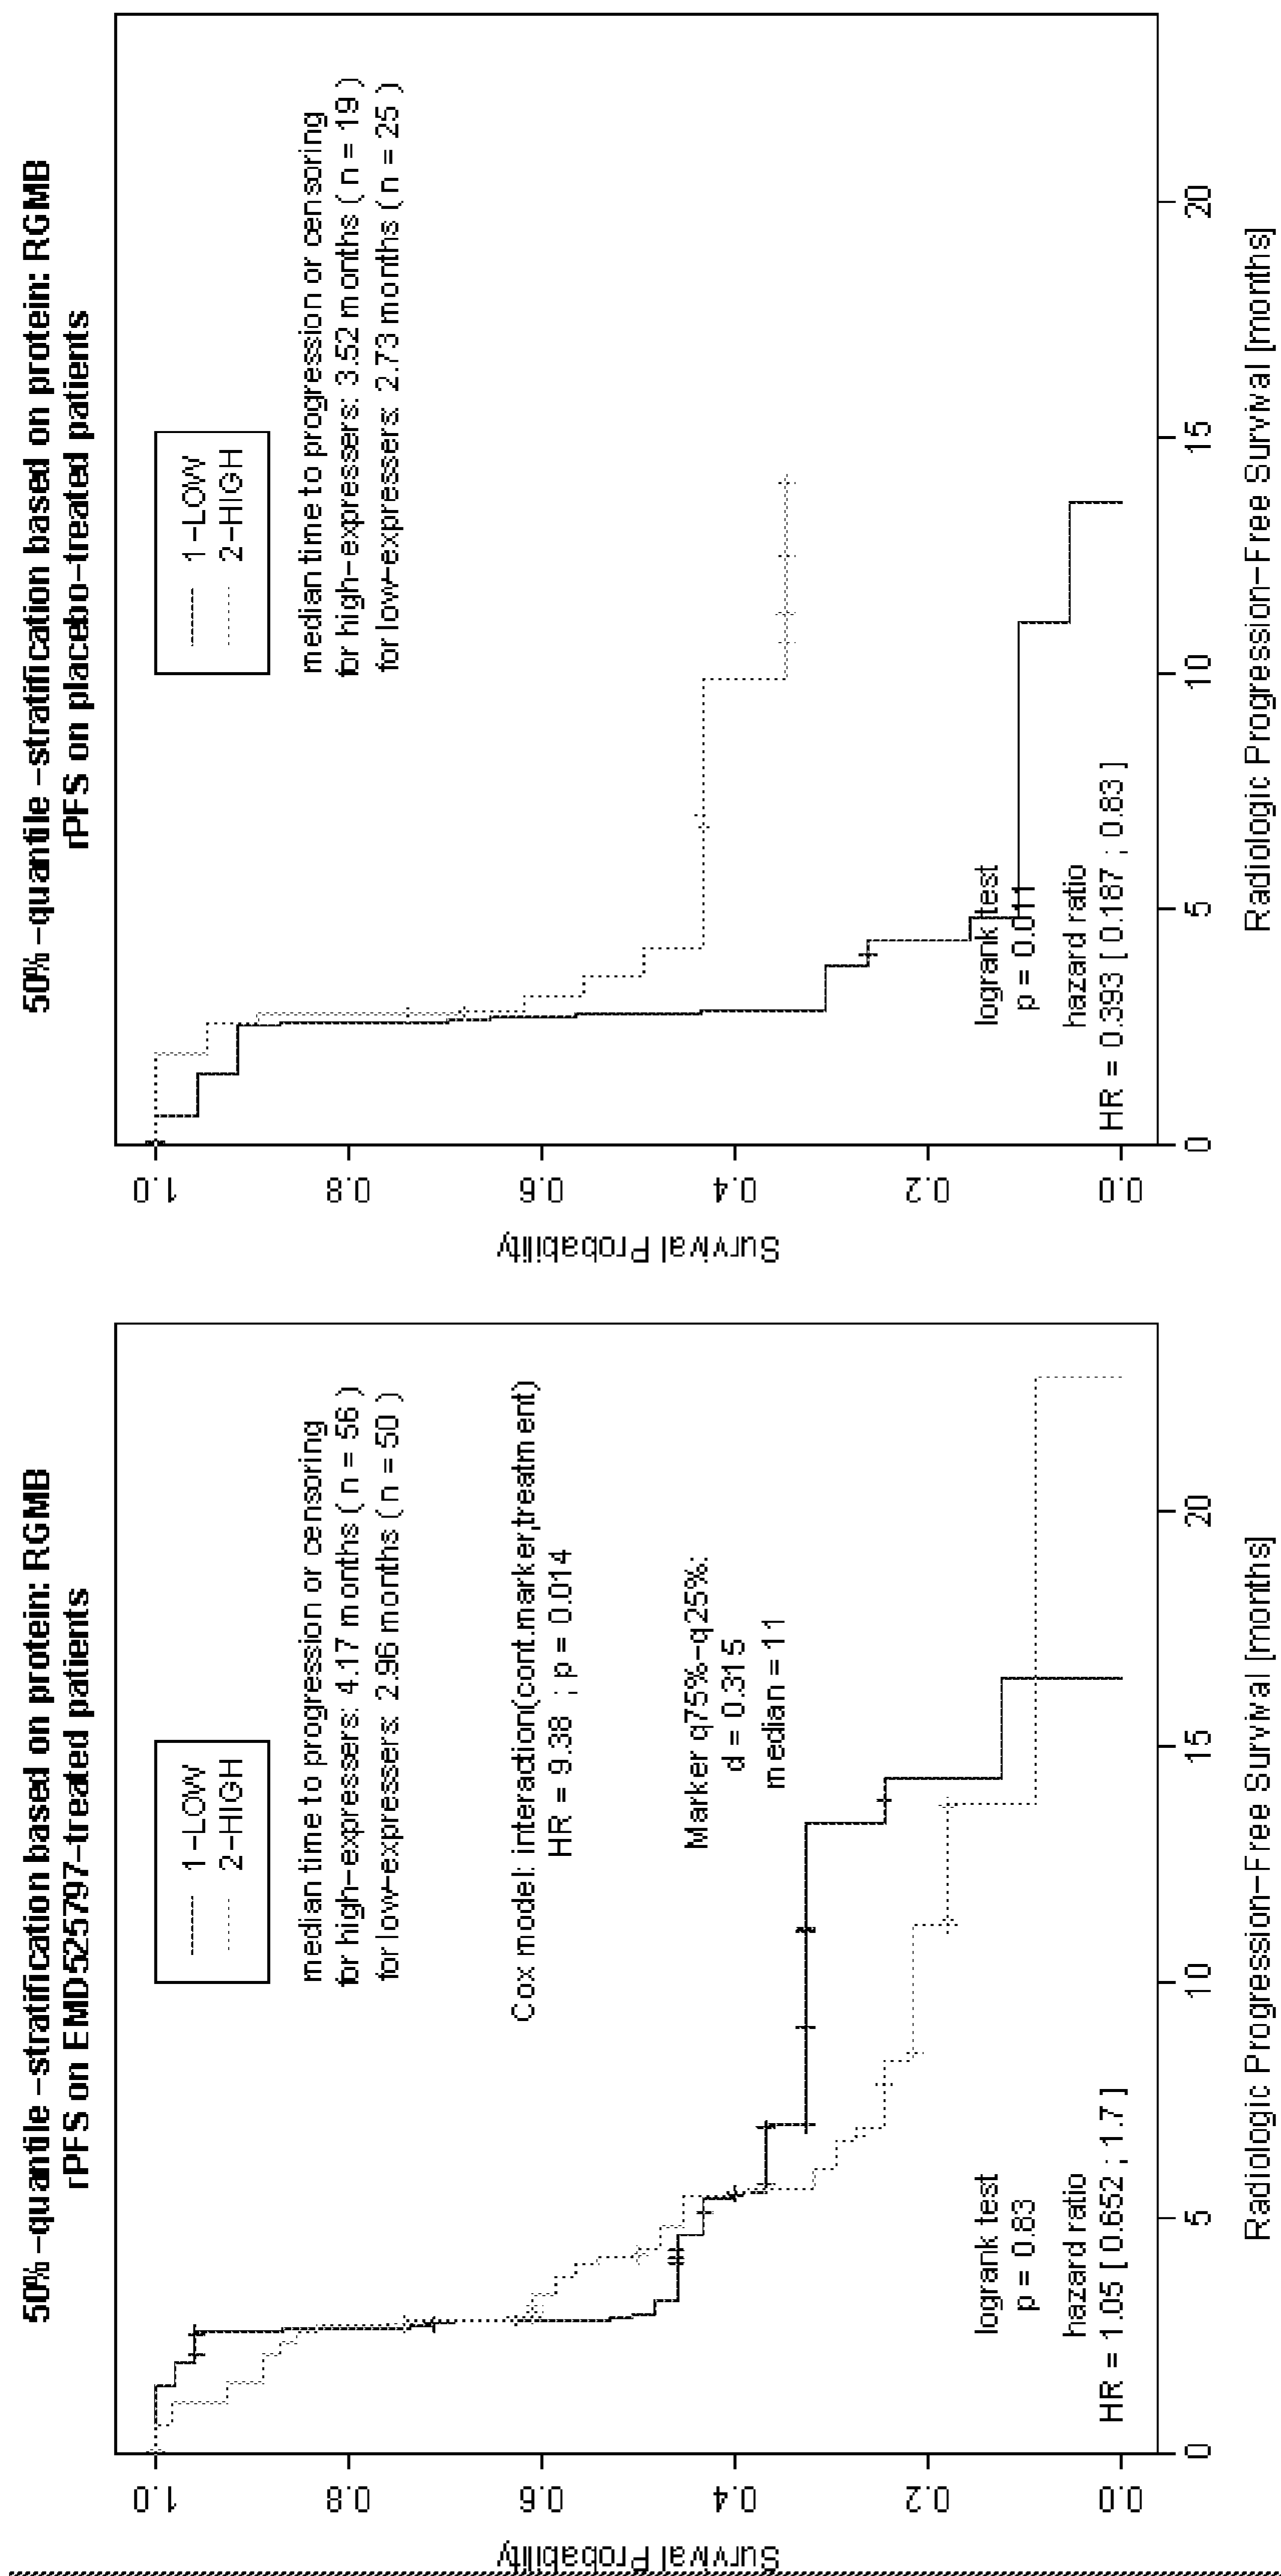 50%-quantile-stratification based on protein: RGMB
rPFS on EMD525797-treated patients
1-LOW
2-HIGH
median time to progression or censoring
for high-expressers: 4.17 months ( n = 56 )
for low-expressers: 2.96 months ( n = 50 )
Cox model: interaction(cont.marker,treatment)
HR = 9.38 ; p = 0.014
Marker q75%-q25%:
d = 0.315
median = 11
logrank test
p = 0.83
hazard ratio
HR = 1.05 [ 0.652 ; 1.7 ]
Survival Probability
1.0
0.8
0.6
0.4
0.2
0.0
0
5
10
15
20
Radiologic Progression-Free Survival [months]
50%-quantile-stratification based on protein: RGMB
rPFS on placebo-treated patients
1-LOW
2-HIGH
median time to progression or censoring
for high-expressers: 3.52 months ( n = 19 )
for low-expressers: 2.73 months ( n = 25 )
logrank test
p = 0.011
hazard ratio
HR = 0.393 [ 0.187 ; 0.83 ]
Survival Probability
1.0
0.8
0.6
0.4
0.2
0.0
0
5
10
15
20
Radiologic Progression-Free Survival [months]